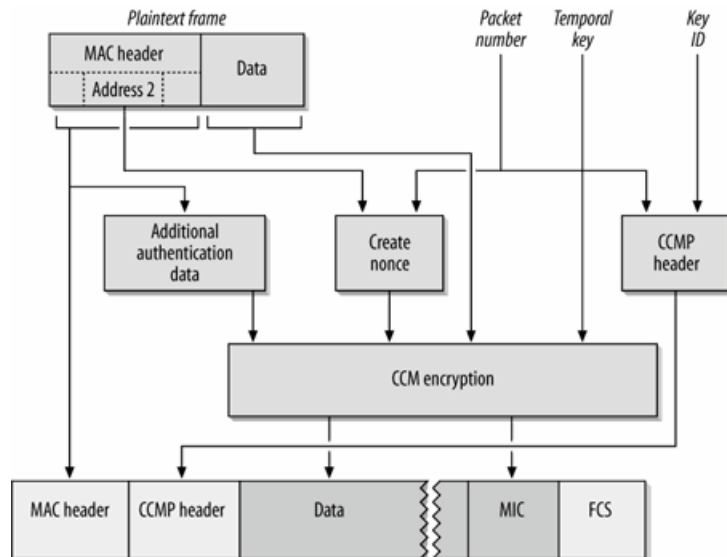 Plaintext frame
Packet
number
Temporal
key
Key
ID
MAC header
Address 2
Data
Additional
authentication
data
Create
nonce
CCMP
header
CCM encryption
MAC header
CCMP header
Data
MIC
FCS